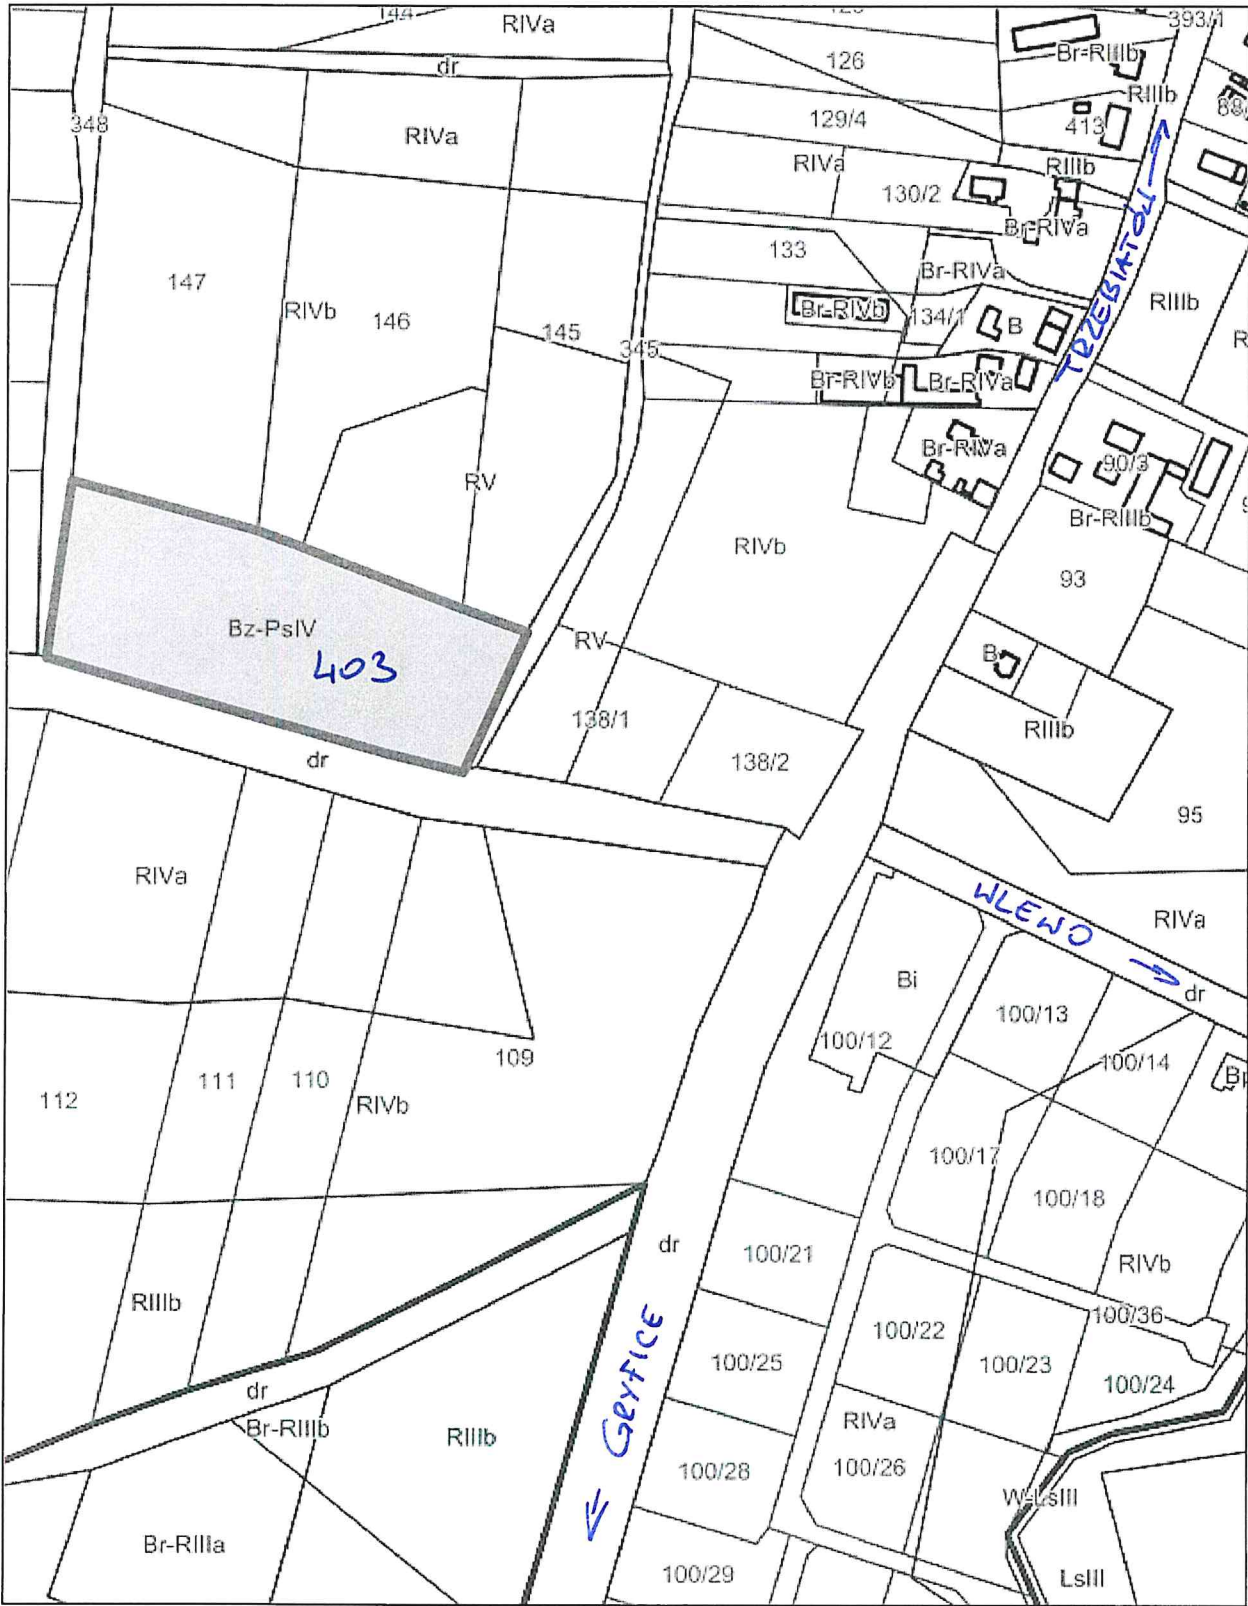 144
RIVa
393/1
dr
126
Br-RIIIb
348
RIVa
129/4
413
RIIIb
RIVa
RIIIb
130/2
Br-RIVa
TRZEBIATÓW
133
Br-RIVa
147
RIVb
146
145
Br-RIVb
134/1
B
RIIIb
345
Br-RIVb
Br-RIVa
Br-RIVa
RV
90/3
RIVb
Br-RIIIb
93
Bz-PsIV
RV
403
B
138/1
RIIIb
dr
138/2
95
RIVa
WLEWO
RIVa
Bi
dr
100/13
109
100/12
100/14
112
111
110
RIVb
100/17
100/18
dr
100/21
RIVb
RIIIb
100/36
100/22
100/25
100/23
100/24
GRYFICE
dr
Br-RIIIb
RIIIb
RIVa
100/28
100/26
W-LsIII
Br-RIIIa
100/29
LsIII